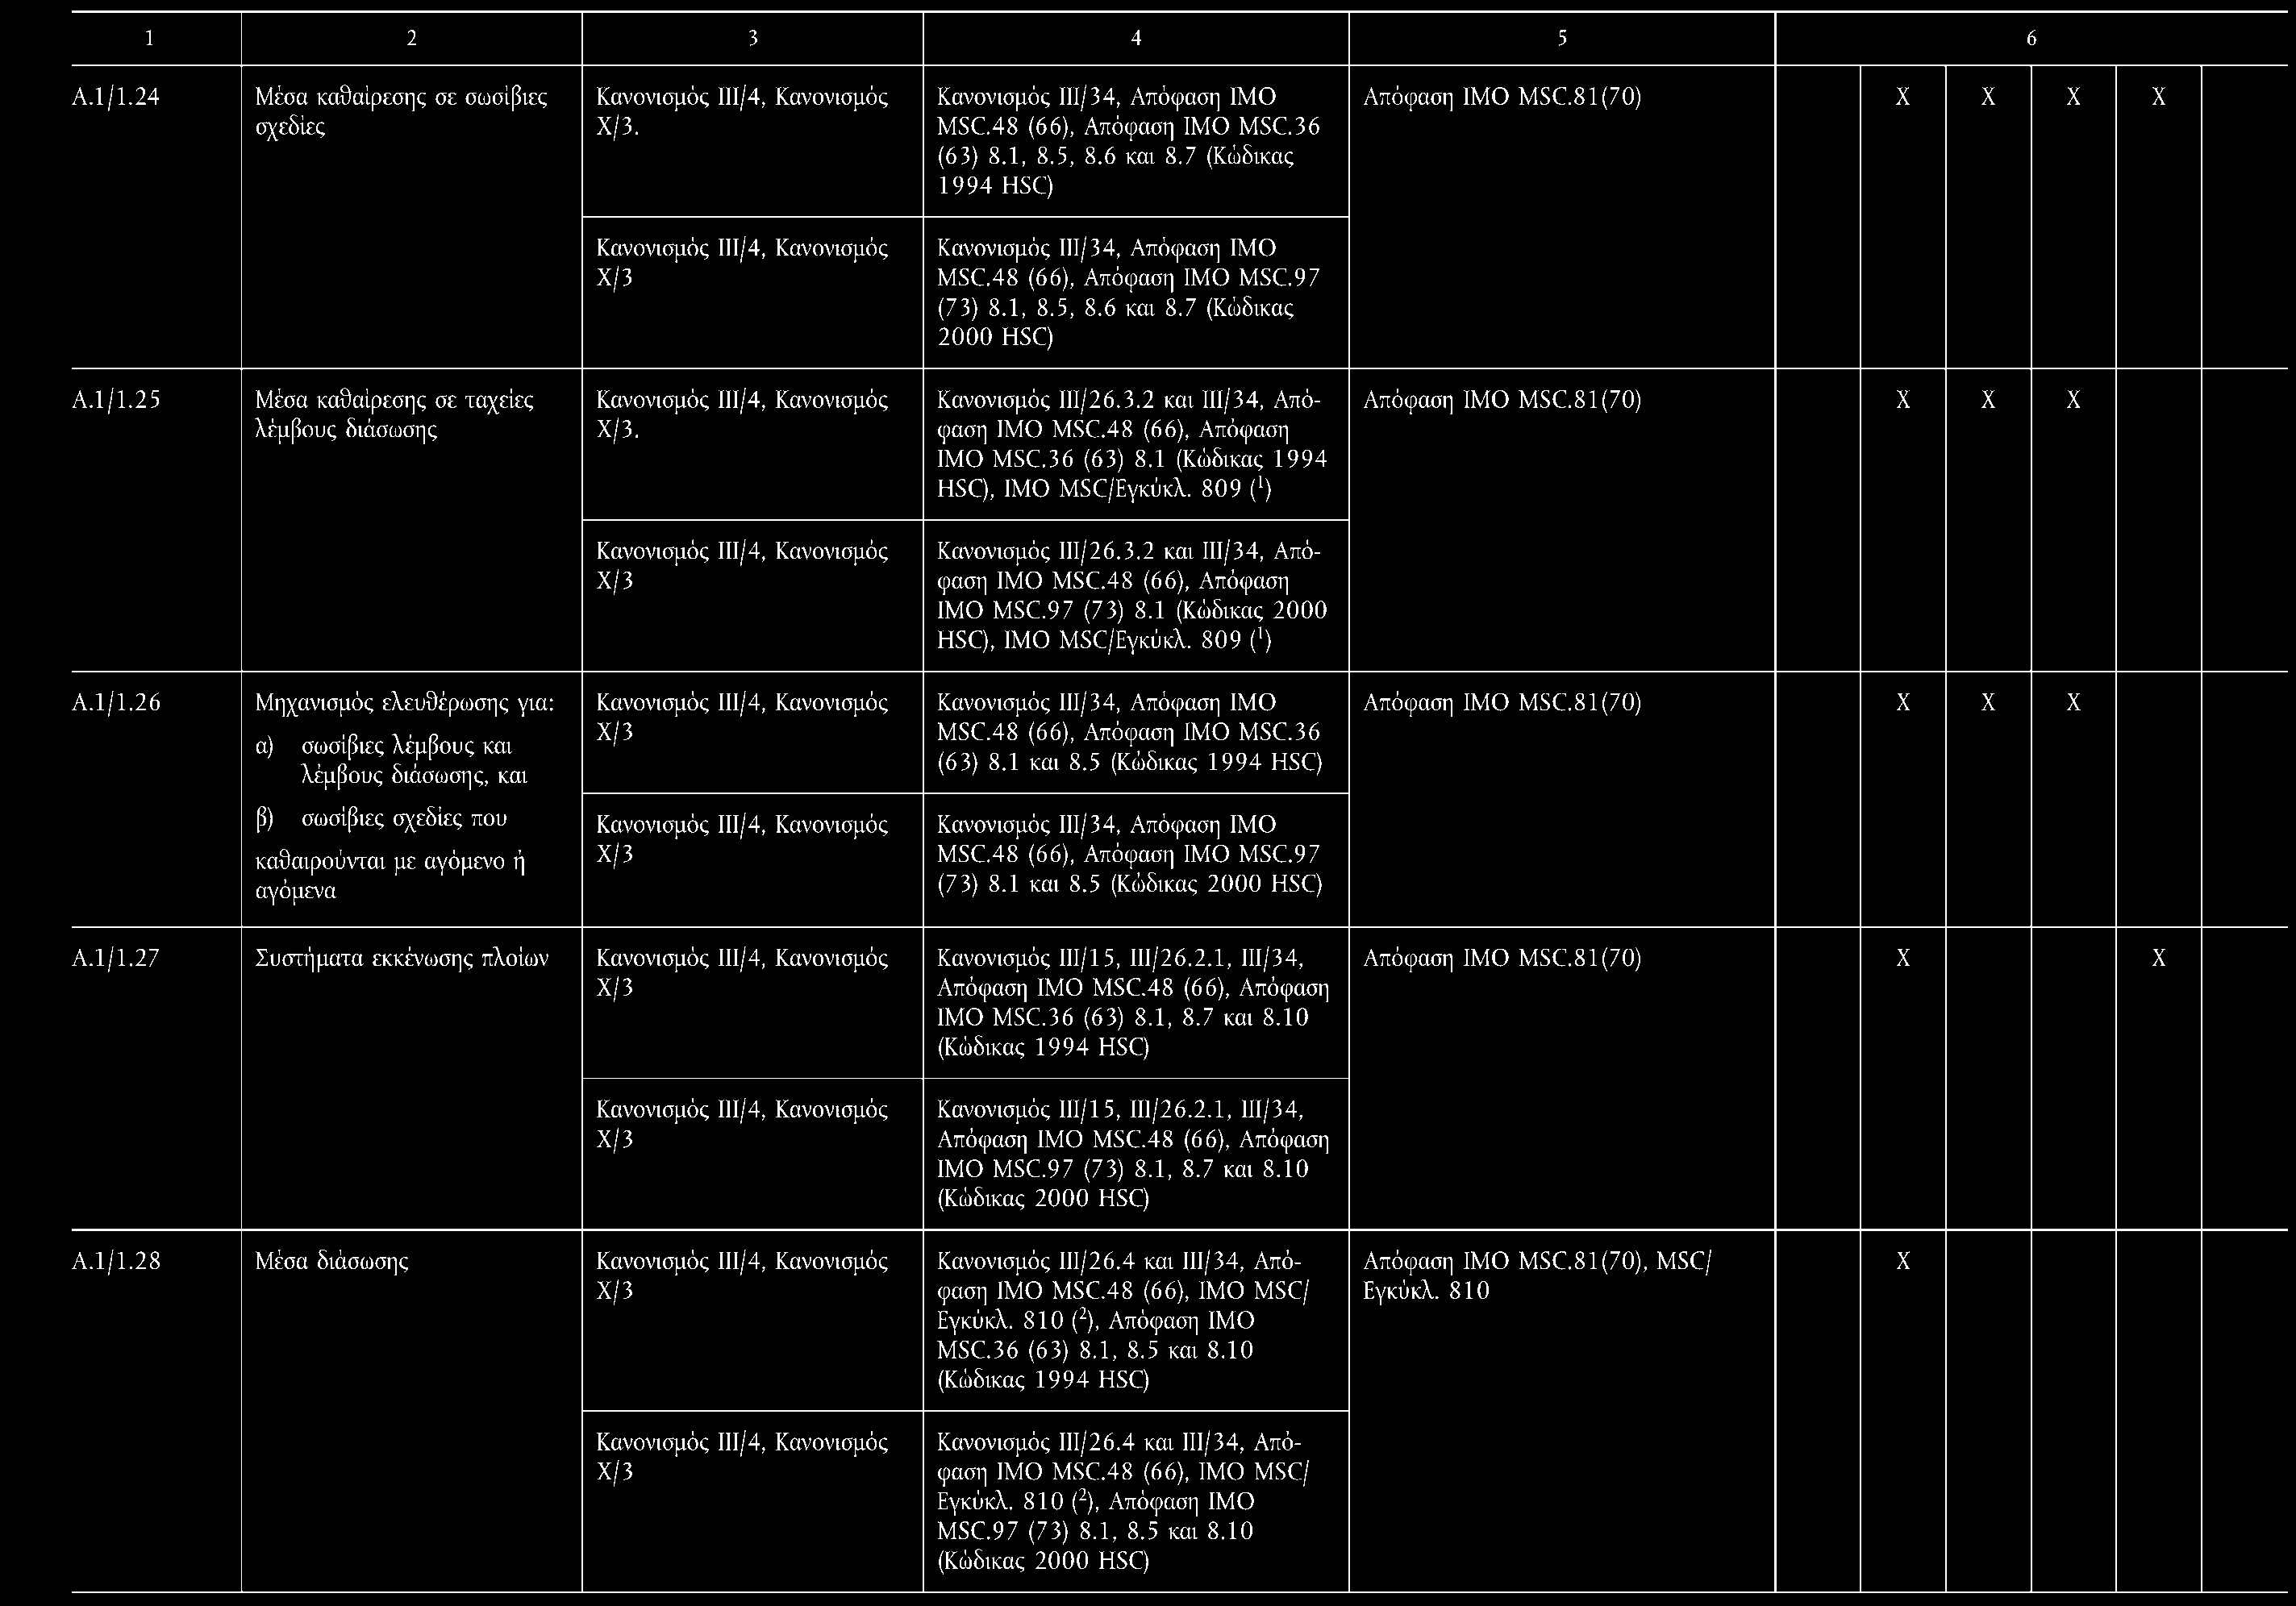 1 2 3 4 5 6
A.1/1.24
Μέσα καθαίρεσης σε σωσίβιες
σχεδίες
Κανονισμός III/4, Κανονισμός
X/3.
Κανονισμός III/34, Απόφαση IMO
MSC.48 (66), Απόφαση IMO MSC.36
(63) 8.1, 8.5, 8.6 και 8.7 (Κώδικας
1994 HSC)
Απόφαση IMO MSC.81(70)
X X X X
Κανονισμός III/4, Κανονισμός
X/3
Κανονισμός III/34, Απόφαση IMO
MSC.48 (66), Απόφαση IMO MSC.97
(73) 8.1, 8.5, 8.6 και 8.7 (Κώδικας
2000 HSC)
A.1/1.25
Μέσα καθαίρεσης σε ταχείες
λέμβους διάσωσης
Κανονισμός III/4, Κανονισμός
X/3.
Κανονισμός III/26.3.2 και III/34, Από-
φαση IMO MSC.48 (66), Απόφαση
IMO MSC.36 (63) 8.1 (Κώδικας 1994
HSC), IMO MSC/Εγκύκλ. 809 (1)
Απόφαση IMO MSC.81(70)
X X X
Κανονισμός III/4, Κανονισμός
X/3
Κανονισμός III/26.3.2 και III/34, Από-
φαση IMO MSC.48 (66), Απόφαση
IMO MSC.97 (73) 8.1 (Κώδικας 2000
HSC), IMO MSC/Εγκύκλ. 809 (1)
A.1/1.26
Μηχανισμός ελευθέρωσης για:
α) σωσίβιες λέμβους και
λέμβους διάσωσης, και
β) σωσίβιες σχεδίες που
καθαιρούνται με αγόμενο ή
αγόμενα
Κανονισμός III/4, Κανονισμός
X/3
Κανονισμός III/34, Απόφαση IMO
MSC.48 (66), Απόφαση IMO MSC.36
(63) 8.1 και 8.5 (Κώδικας 1994 HSC)
Απόφαση IMO MSC.81(70)
X X X
Κανονισμός III/4, Κανονισμός
X/3
Κανονισμός III/34, Απόφαση IMO
MSC.48 (66), Απόφαση IMO MSC.97
(73) 8.1 και 8.5 (Κώδικας 2000 HSC)
A.1/1.27
Συστήματα εκκένωσης πλοίων
Κανονισμός III/4, Κανονισμός
X/3
Κανονισμός III/15, III/26.2.1, III/34,
Απόφαση IMO MSC.48 (66), Απόφαση
IMO MSC.36 (63) 8.1, 8.7 και 8.10
(Κώδικας 1994 HSC)
Απόφαση IMO MSC.81(70)
X X
Κανονισμός III/4, Κανονισμός
X/3
Κανονισμός III/15, III/26.2.1, III/34,
Απόφαση IMO MSC.48 (66), Απόφαση
IMO MSC.97 (73) 8.1, 8.7 και 8.10
(Κώδικας 2000 HSC)
A.1/1.28
Μέσα διάσωσης
Κανονισμός III/4, Κανονισμός
X/3
Κανονισμός III/26.4 και III/34, Από-
φαση IMO MSC.48 (66), IMO MSC/
Εγκύκλ. 810 (2), Απόφαση IMO
MSC.36 (63) 8.1, 8.5 και 8.10
(Κώδικας 1994 HSC)
Απόφαση IMO MSC.81(70), MSC/
Εγκύκλ. 810
X
Κανονισμός III/4, Κανονισμός
X/3
Κανονισμός III/26.4 και III/34, Από-
φαση IMO MSC.48 (66), IMO MSC/
Εγκύκλ. 810 (2), Απόφαση IMO
MSC.97 (73) 8.1, 8.5 και 8.10
(Κώδικας 2000 HSC)